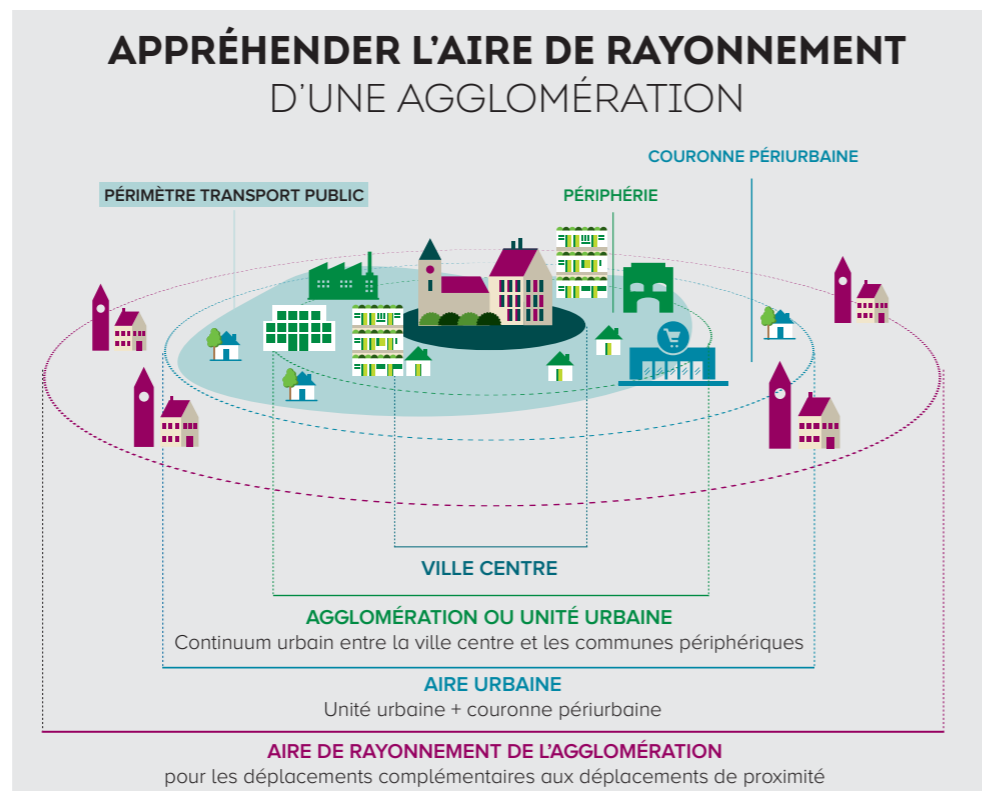 APPRÉHENDER L'AIRE DE RAYONNEMENT
D'UNE AGGLOMÉRATION
COURONNE PÉRIURBAINE
PÉRIMÈTRE TRANSPORT PUBLIC
PÉRIPHÉRIE
VILLE CENTRE
AGGLOMÉRATION OU UNITÉ URBAINE
Continuum urbain entre la ville centre et les communes périphériques
AIRE URBAINE
Unité urbaine + couronne périurbaine
AIRE DE RAYONNEMENT DE L'AGGLOMÉRATION
pour les déplacements complémentaires aux déplacements de proximité